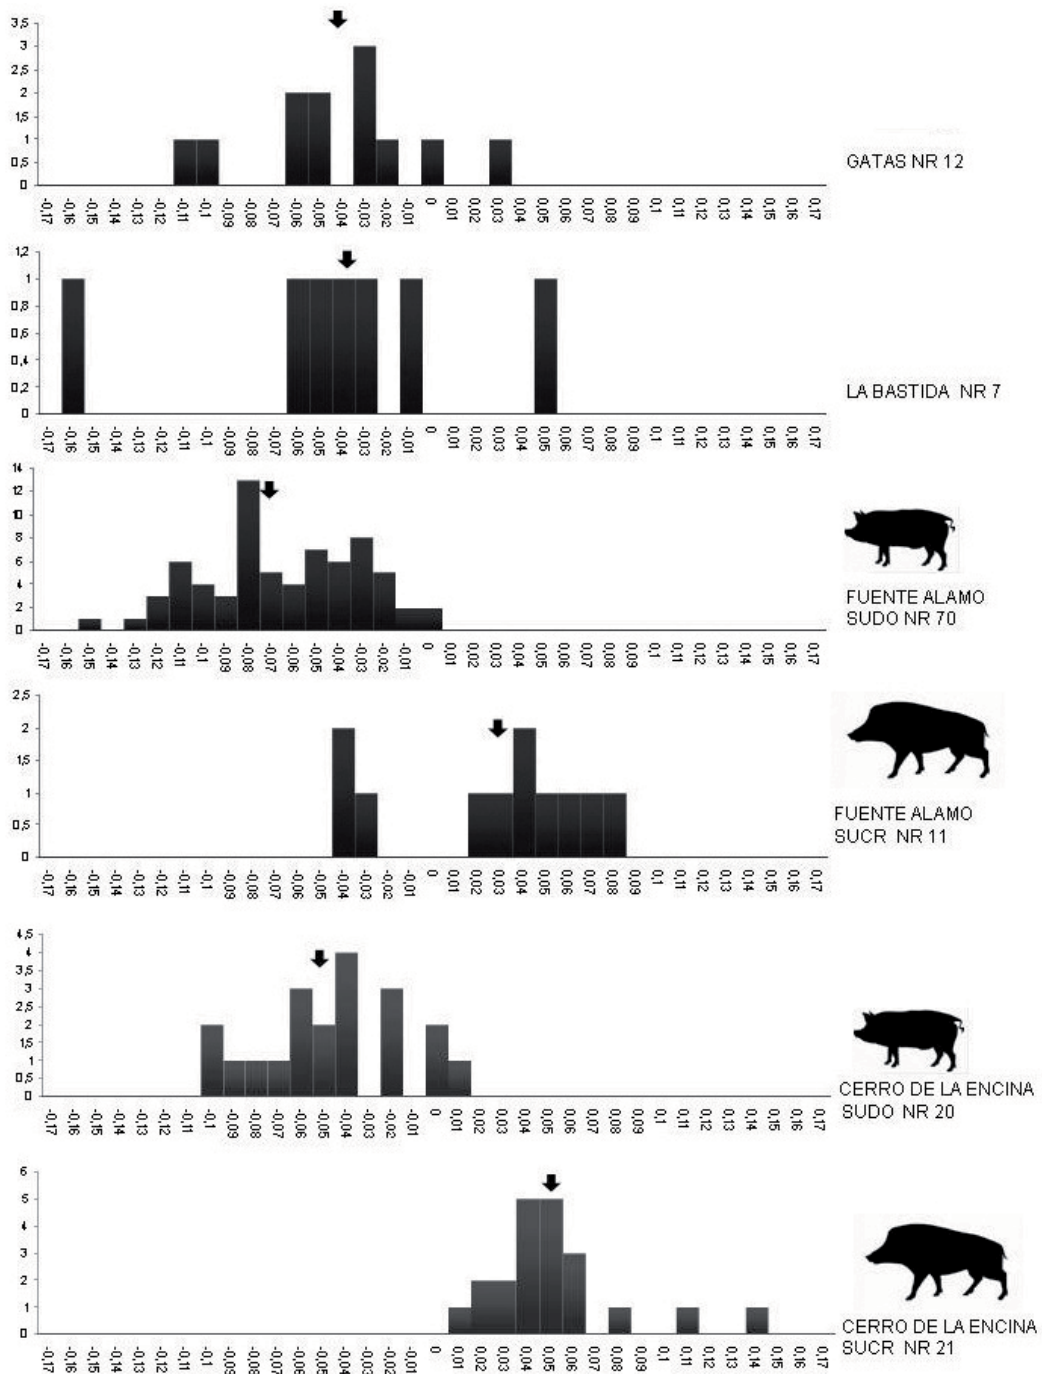 3,5
3
2,5
2
1,5
1
0,5
0
GATAS NR 12
-0,17 -0,16 -0,15 -0,14 -0,13 -0,12 -0,11 -0,1 -0,09 -0,08 -0,07 -0,06 -0,05 -0,04 -0,03 -0,02 -0,01 0 0,01 0,02 0,03 0,04 0,05 0,06 0,07 0,08 0,09 0,1 0,11 0,12 0,13 0,14 0,15 0,16 0,17
1,2
1
0,8
0,6
0,4
0,2
0
LA BASTIDA NR 7
-0,17 -0,16 -0,15 -0,14 -0,13 -0,12 -0,11 -0,1 -0,09 -0,08 -0,07 -0,06 -0,05 -0,04 -0,03 -0,02 -0,01 0 0,01 0,02 0,03 0,04 0,05 0,06 0,07 0,08 0,09 0,1 0,11 0,12 0,13 0,14 0,15 0,16 0,17
14
12
10
8
6
4
2
0
FUENTE ALAMO
SUDO NR 70
-0,17 -0,16 -0,15 -0,14 -0,13 -0,12 -0,11 -0,1 -0,09 -0,08 -0,07 -0,06 -0,05 -0,04 -0,03 -0,02 -0,01 0 0,01 0,02 0,03 0,04 0,05 0,06 0,07 0,08 0,09 0,1 0,11 0,12 0,13 0,14 0,15 0,16 0,17
2,5
2
1,5
1
0,5
0
FUENTE ALAMO
SUCR NR 11
-0,17 -0,16 -0,15 -0,14 -0,13 -0,12 -0,11 -0,1 -0,09 -0,08 -0,07 -0,06 -0,05 -0,04 -0,03 -0,02 -0,01 0 0,01 0,02 0,03 0,04 0,05 0,06 0,07 0,08 0,09 0,1 0,11 0,12 0,13 0,14 0,15 0,16 0,17
4,5
4
3,5
3
2,5
2
1,5
1
0,5
0
CERRO DE LA ENCINA
SUDO NR 20
-0,17 -0,16 -0,15 -0,14 -0,13 -0,12 -0,11 -0,1 -0,09 -0,08 -0,07 -0,06 -0,05 -0,04 -0,03 -0,02 -0,01 0 0,01 0,02 0,03 0,04 0,05 0,06 0,07 0,08 0,09 0,1 0,11 0,12 0,13 0,14 0,15 0,16 0,17
6
5
4
3
2
1
0
CERRO DE LA ENCINA
SUCR NR 21
-0,17 -0,16 -0,15 -0,14 -0,13 -0,12 -0,11 -0,1 -0,09 -0,08 -0,07 -0,06 -0,05 -0,04 -0,03 -0,02 -0,01 0 0,01 0,02 0,03 0,04 0,05 0,06 0,07 0,08 0,09 0,1 0,11 0,12 0,13 0,14 0,15 0,16 0,17